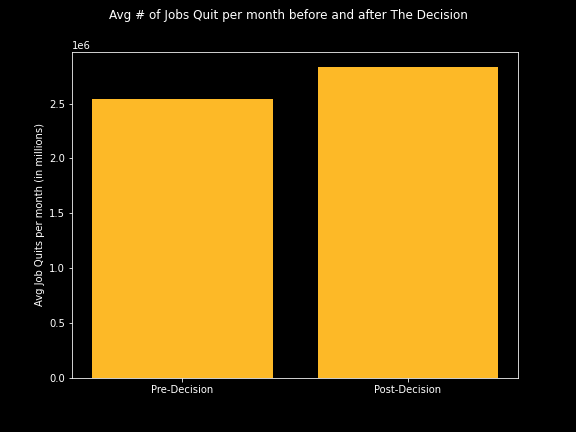 Avg # of Jobs Quit per month before and after The Decision
1e6
Avg Job Quits per month (in millions)
2.5
2.0
1.5
1.0
0.5
0.0
Pre-Decision
Post-Decision